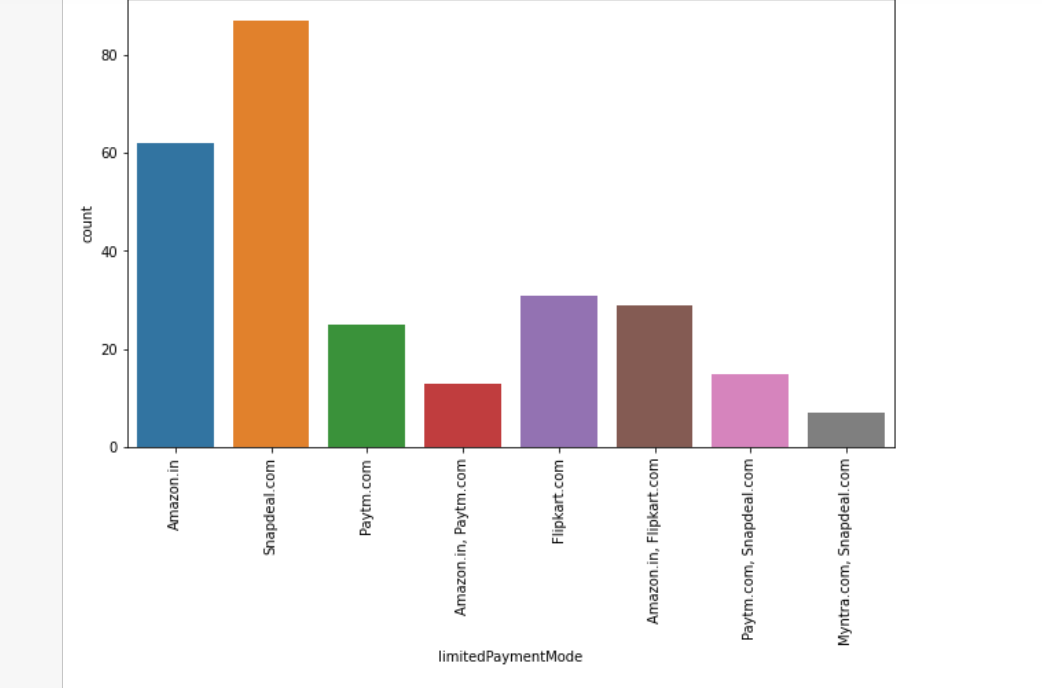 80
60
40
20
0
count
Amazon.in
Snapdeal.com
Paytm.com
Amazon.in, Paytm.com
Flipkart.com
Amazon.in, Flipkart.com
Paytm.com, Snapdeal.com
Myntra.com, Snapdeal.com
limitedPaymentMode